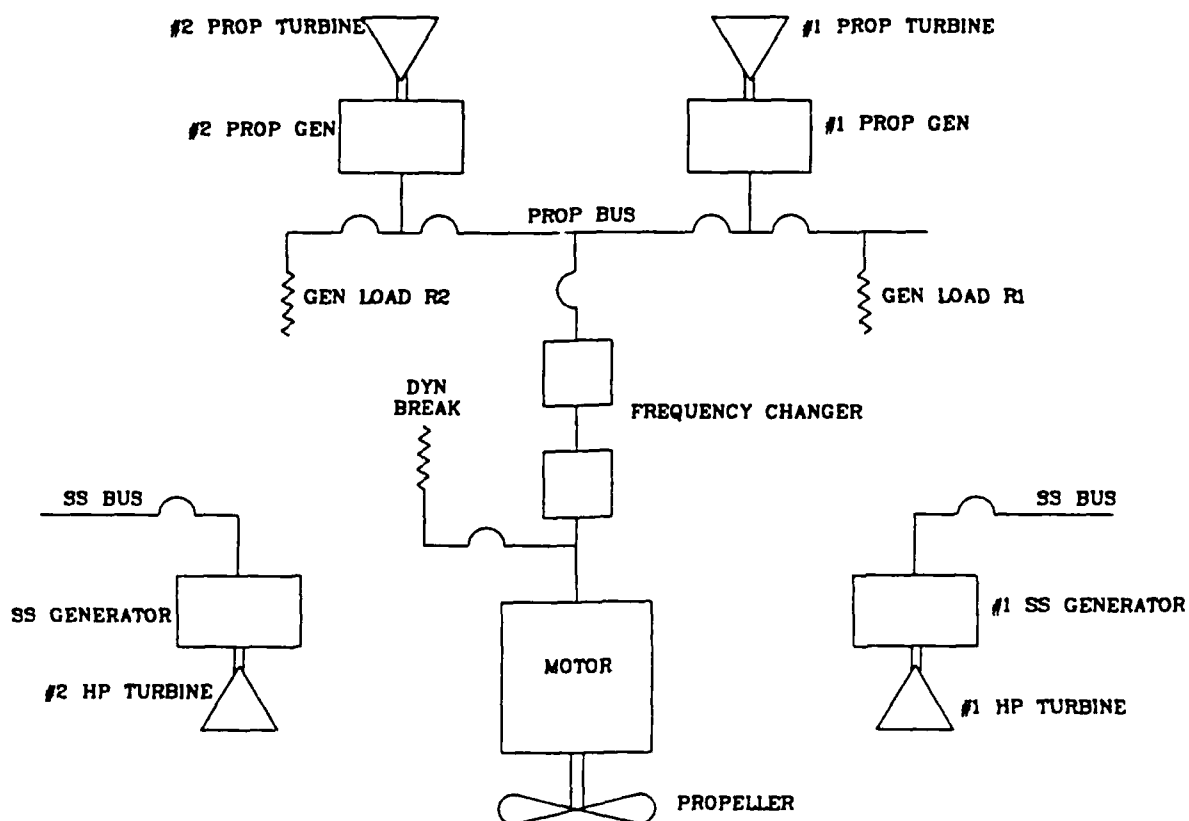 #2 PROP TURBINE
#1 PROP TURBINE
#2 PROP GEN
#1 PROP GEN
PROP BUS
GEN LOAD R2
GEN LOAD R1
DYN
BREAK
FREQUENCY CHANGER
SS BUS
SS BUS
SS GENERATOR
#1 SS GENERATOR
MOTOR
#2 HP TURBINE
#1 HP TURBINE
PROPELLER